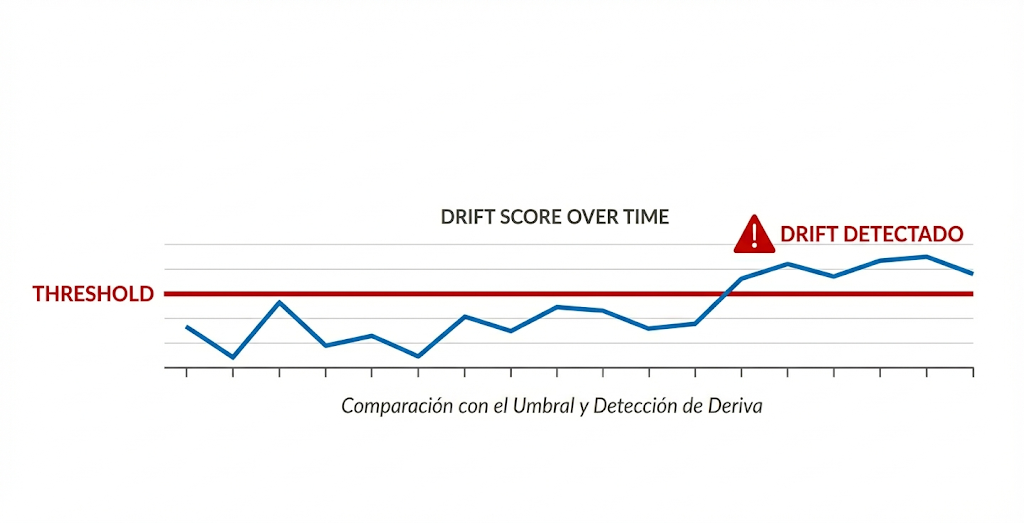 DRIFT SCORE OVER TIME
DRIFT DETECTADO
THRESHOLD
Comparación con el Umbral y Detección de Deriva